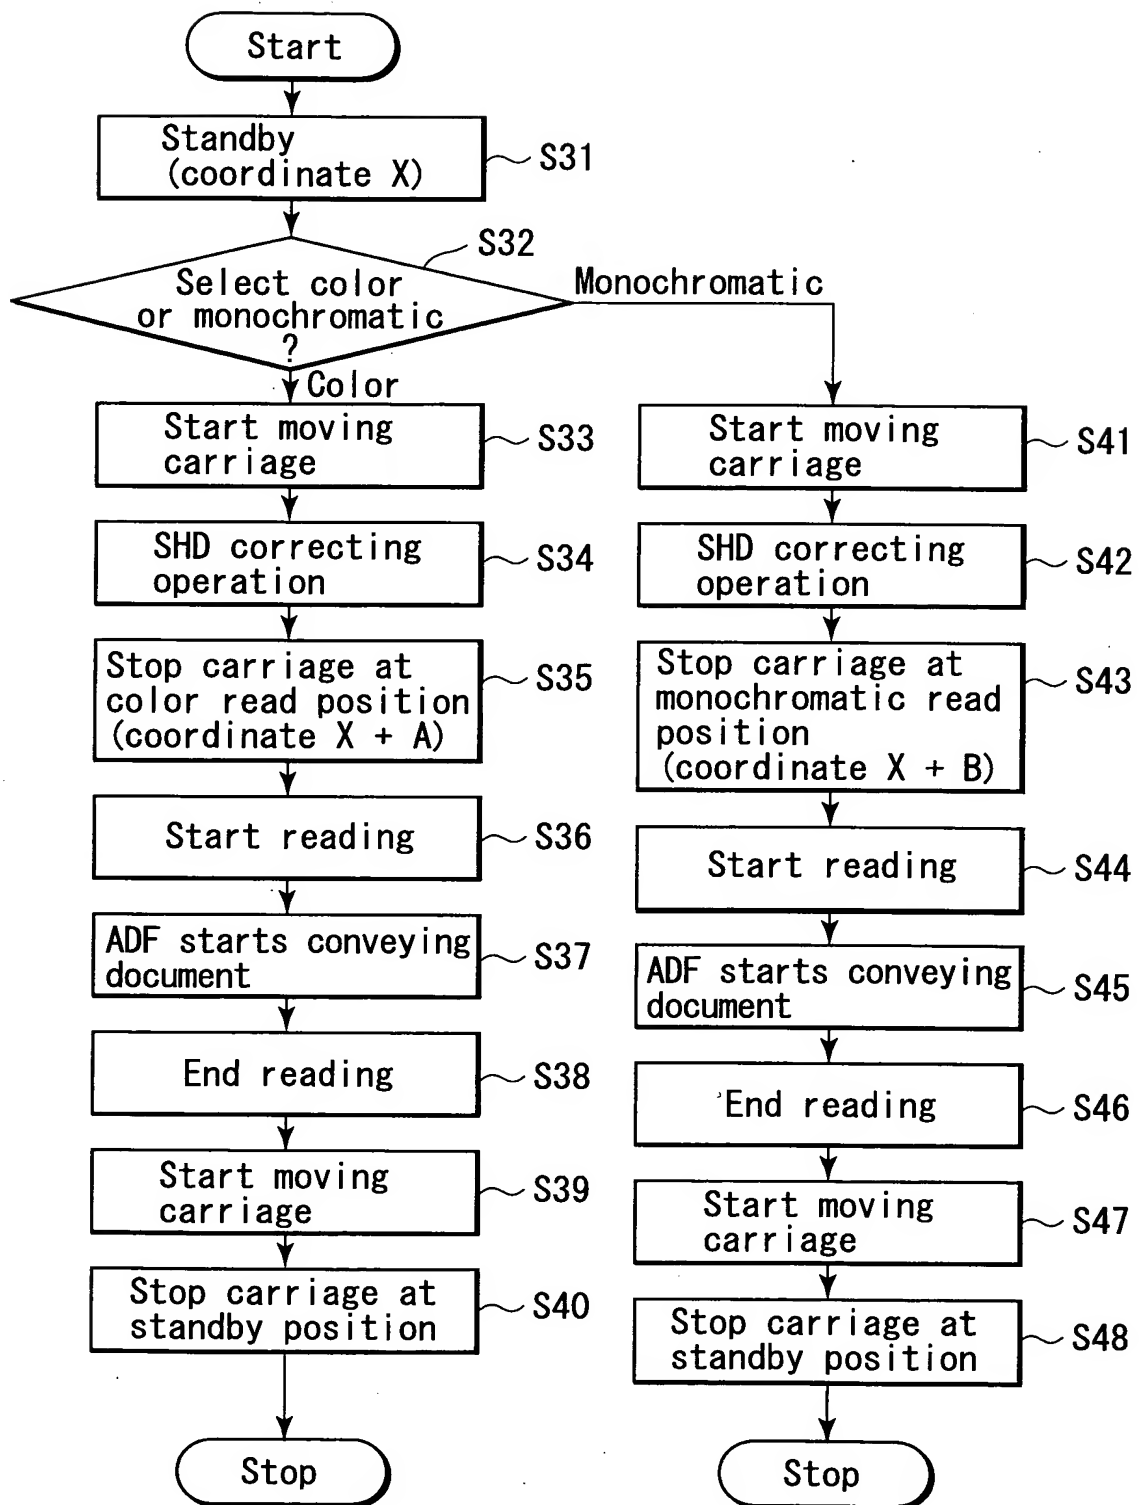 Start
Standby
(coordinate X)
S31
S32
Select color
or monochromatic
?
Monochromatic
Color
Start moving
carriage
S33
SHD correcting
operation
S34
Stop carriage at
color read position
(coordinate X + A)
S35
Start reading
S36
ADF starts conveying
document
S37
End reading
S38
Start moving
carriage
S39
Stop carriage at
standby position
S40
Stop
Start moving
carriage
S41
SHD correcting
operation
S42
Stop carriage at
monochromatic read
position
(coordinate X + B)
S43
Start reading
S44
ADF starts conveying
document
S45
End reading
S46
Start moving
carriage
S47
Stop carriage at
standby position
S48
Stop